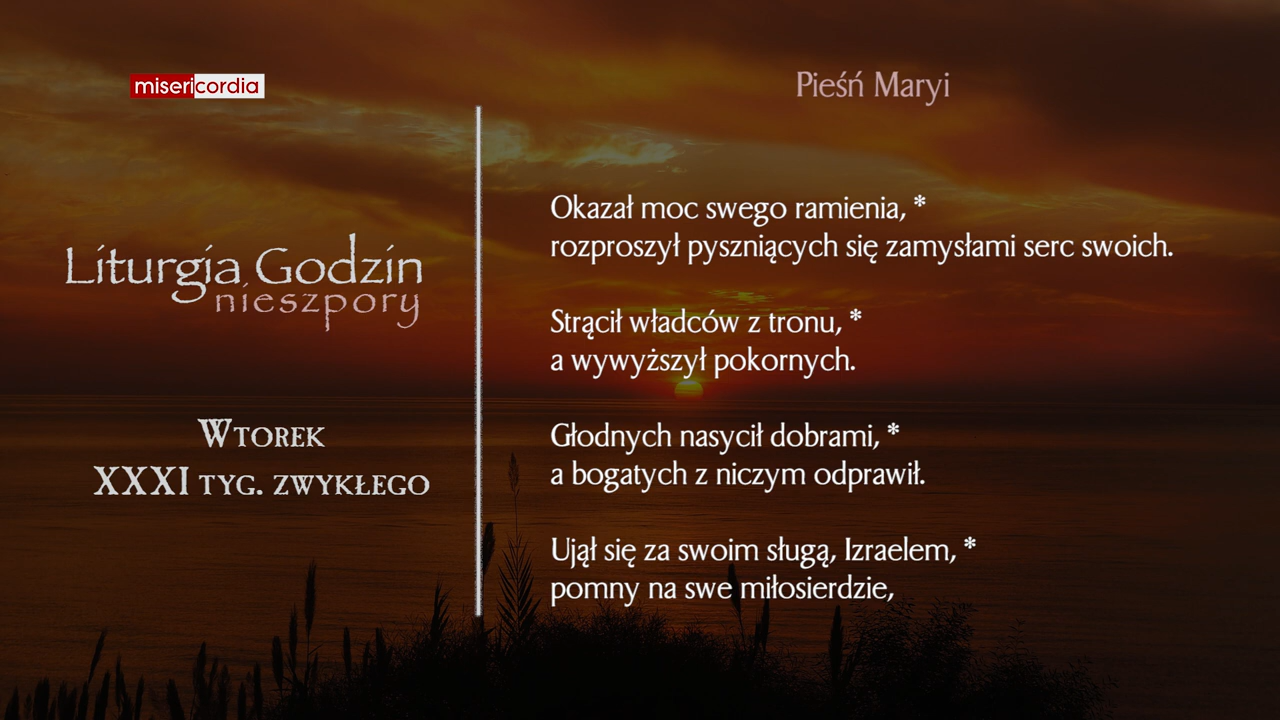 misericordia
Pieśń Maryi
Liturgia Godzin
nieszpory
Wtorek
XXXI tyg. zwykłego
Okazał moc swego ramienia, *
rozproszył pyszniących się zamysłami serc swoich.
Strącił władców z tronu, *
a wywyższył pokornych.
Głodnych nasycił dobrami, *
a bogatych z niczym odprawił.
Ujął się za swoim sługą, Izraelem, *
pomny na swe miłosierdzie,